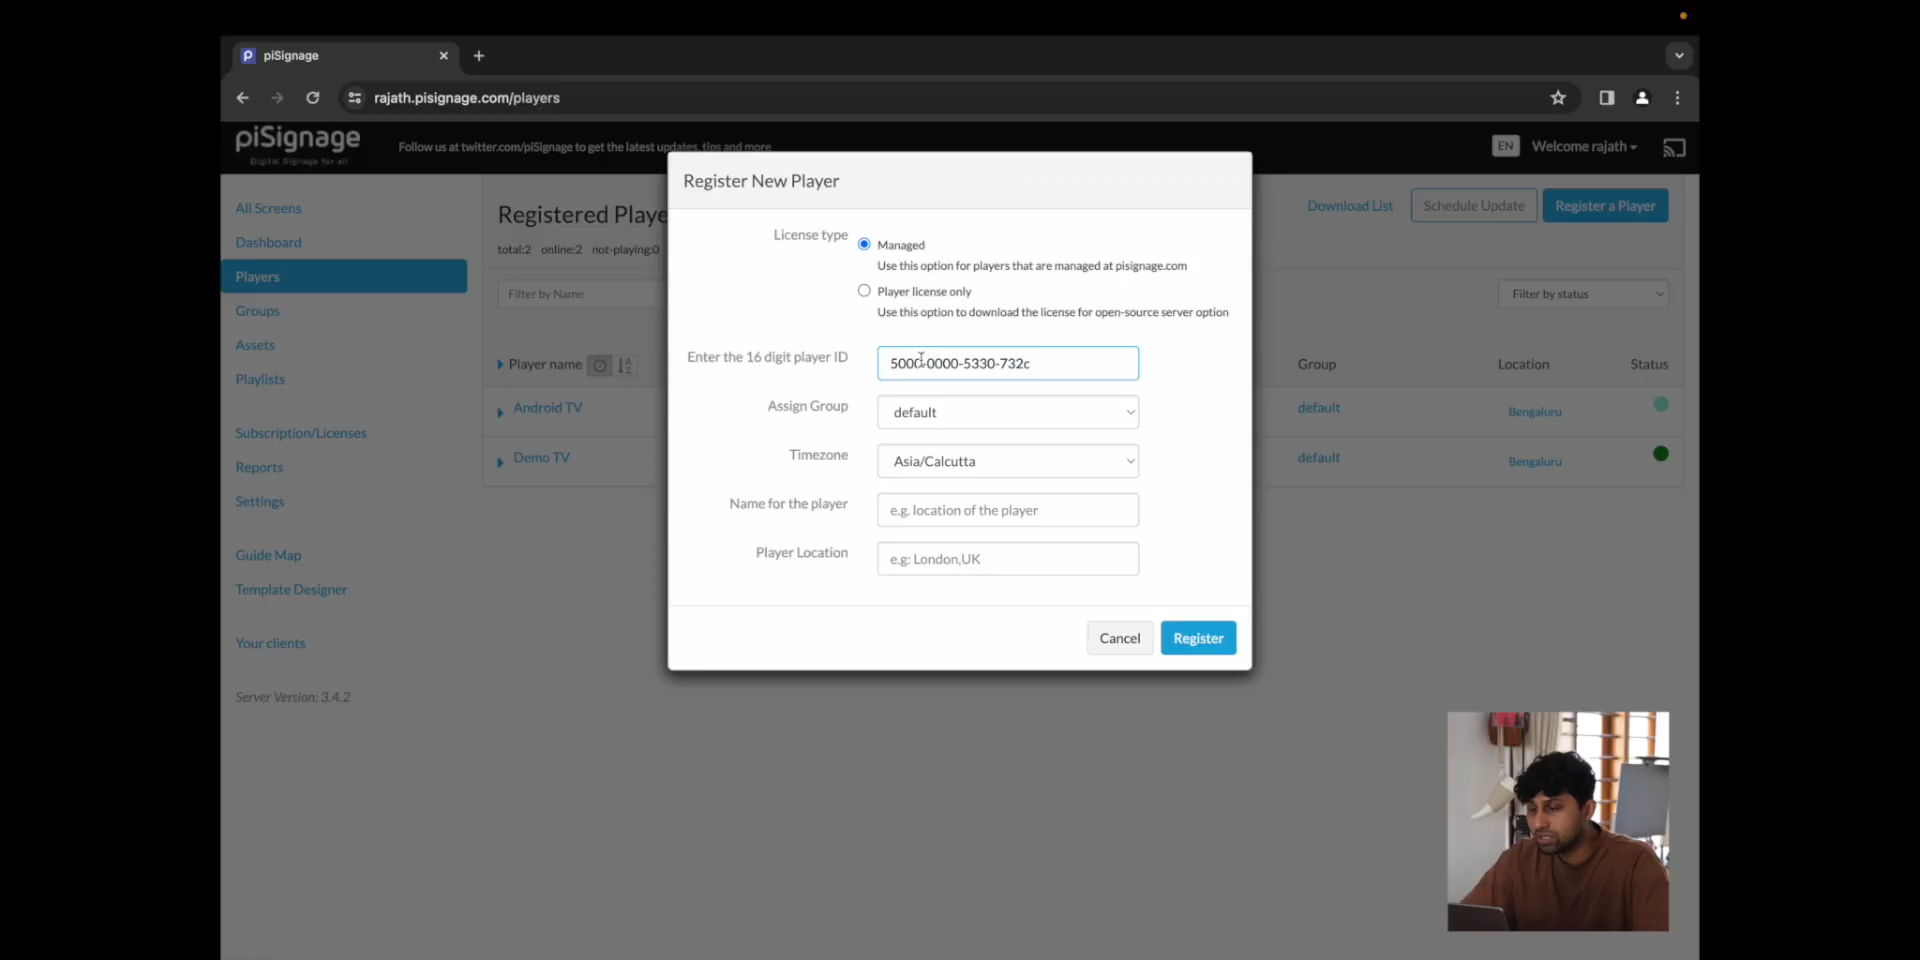 piSignage
rajath.pisignage.com/players
piSignage
Digital Signage for all
Follow us at twitter.com/piSignage to get the latest updates, tips and more
EN
Welcome rajath
All Screens
Dashboard
Players
Groups
Assets
Playlists
Subscription/Licenses
Reports
Settings
Guide Map
Template Designer
Your clients
Server Version: 3.4.2
Registered Playe
total:2 online:2 not-playing:0
Download List
Schedule Update
Register a Player
Filter by Name
Filter by status
Player name
Group
Location
Status
Android TV
default
Bengaluru
Demo TV
default
Bengaluru
Register New Player
License type
Managed
Use this option for players that are managed at pisignage.com
Player license only
Use this option to download the license for open-source server option
Enter the 16 digit player ID
5000-0000-5330-732c
Assign Group
default
Timezone
Asia/Calcutta
Name for the player
e.g. location of the player
Player Location
e.g: London,UK
Cancel
Register